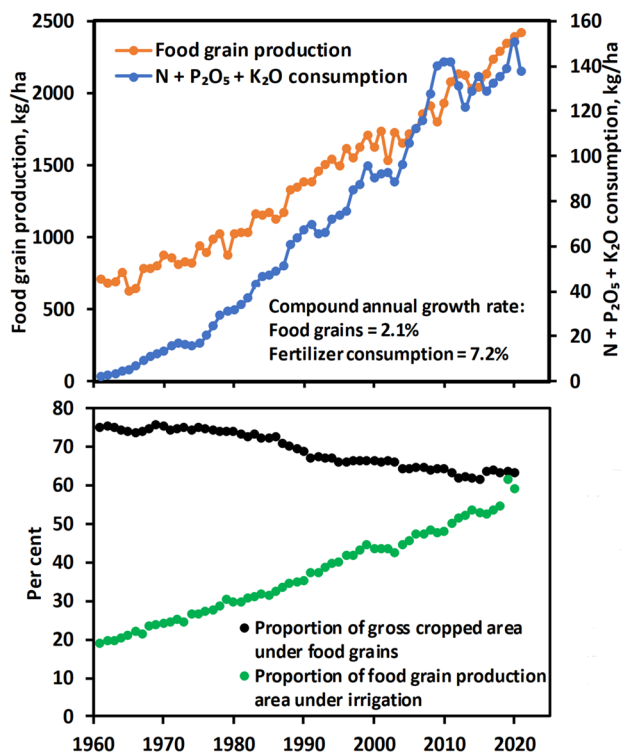 Food grain production, kg/ha
2500
2000
1500
1000
500
0
Food grain production
N + P₂O₅ + K₂O consumption
Compound annual growth rate:
Food grains = 2.1%
Fertilizer consumption = 7.2%
160
140
120
100
80
60
40
20
0
N + P₂O₅ + K₂O consumption, kg/ha
Per cent
80
70
60
50
40
30
20
10
0
Proportion of gross cropped area
under food grains
Proportion of food grain production
area under irrigation
1960 1970 1980 1990 2000 2010 2020